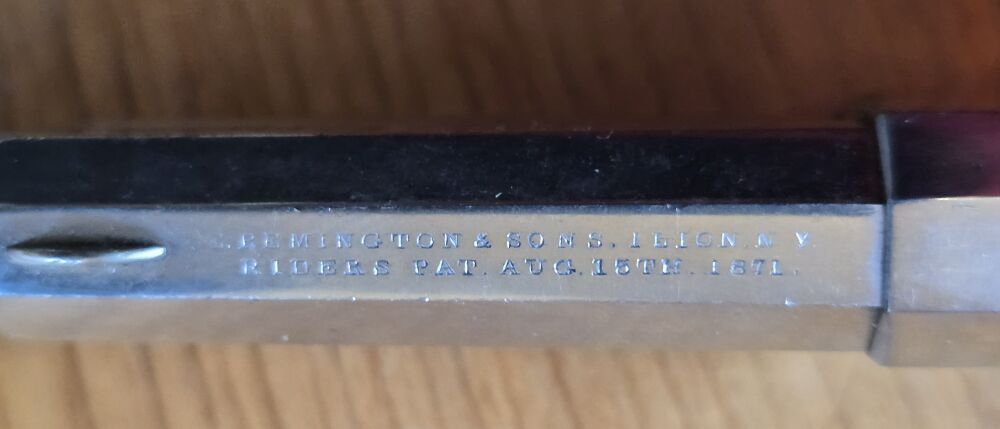 E.REMINGTON & SONS. ILION. N Y.
RIDERS PAT. AUG. 15TH. 1871.